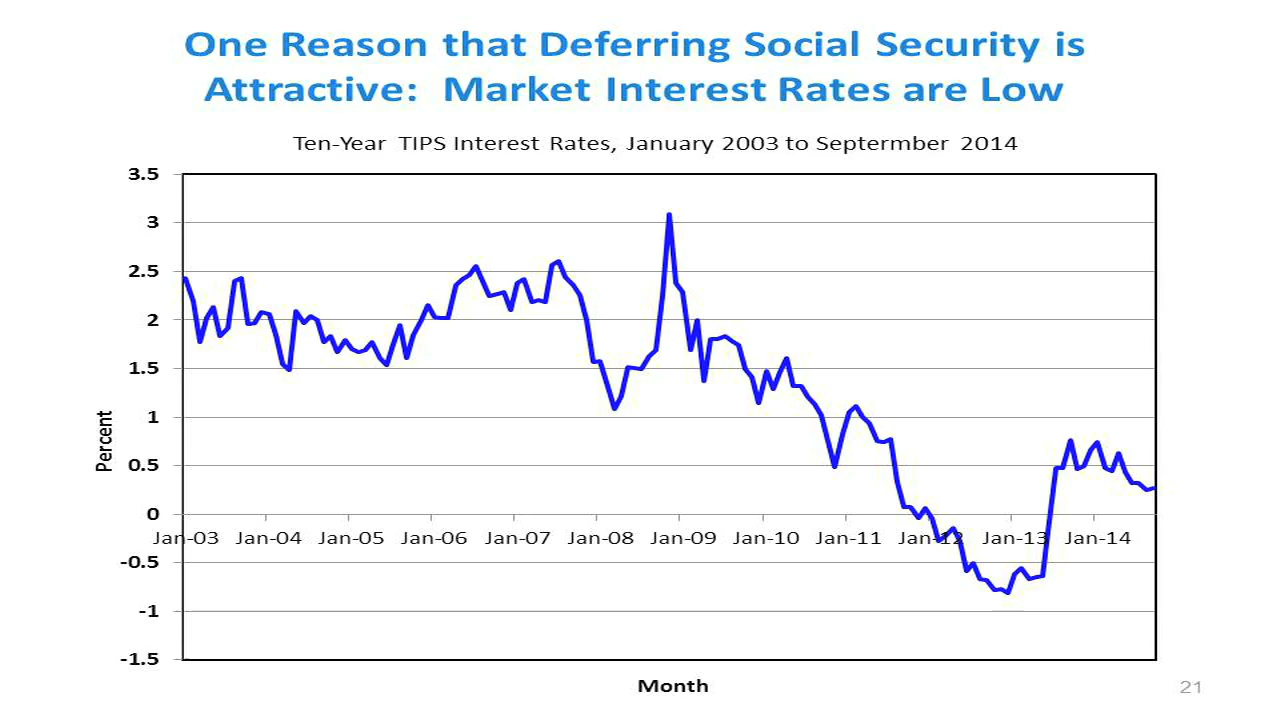 One Reason that Deferring Social Security is
Attractive: Market Interest Rates are Low
Ten-Year TIPS Interest Rates, January 2003 to Septermber 2014
3.5
3
2.5
2
1.5
1
0.5
0
-0.5
-1
-1.5
Percent
Jan-03 Jan-04 Jan-05 Jan-06 Jan-07 Jan-08 Jan-09 Jan-10 Jan-11 Jan-12 Jan-13 Jan-14
Month
21